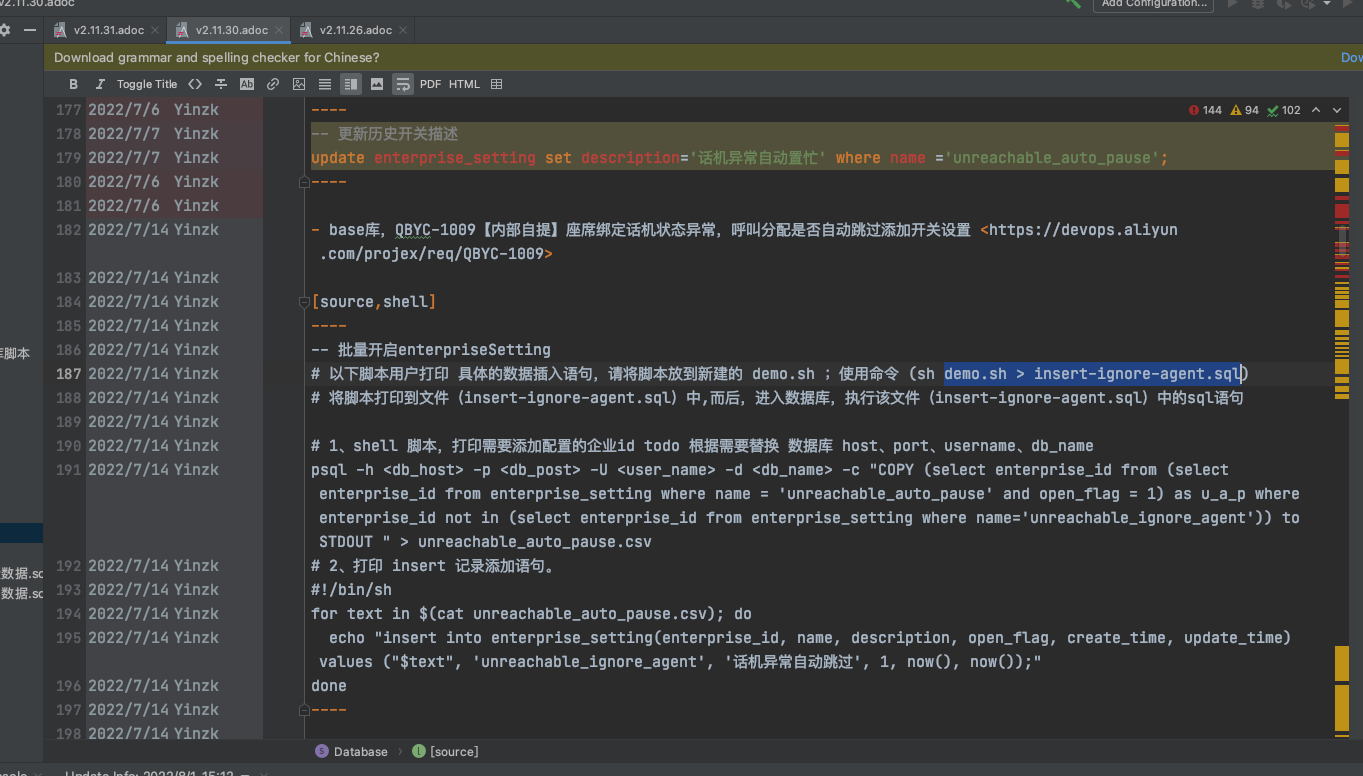 v2.11.30.adoc
Add Configuration...
v2.11.31.adoc
v2.11.30.adoc
v2.11.26.adoc
Download grammar and spelling checker for Chinese?
B I Toggle Title <> Ab PDF HTML
144 94 102
177 2022/7/6 Yinzk ----
178 2022/7/7 Yinzk -- 更新历史开关描述
179 2022/7/7 Yinzk update enterprise_setting set description='话机异常自动置忙' where name ='unreachable_auto_pause';
180 2022/7/6 Yinzk ----
181 2022/7/6 Yinzk
182 2022/7/14 Yinzk - base库，QBYC-1009【内部自提】座席绑定话机状态异常，呼叫分配是否自动跳过添加开关设置 <https://devops.aliyun
.com/projex/req/QBYC-1009>
183 2022/7/14 Yinzk
184 2022/7/14 Yinzk [source,shell]
185 2022/7/14 Yinzk ----
186 2022/7/14 Yinzk -- 批量开启enterpriseSetting
187 2022/7/14 Yinzk # 以下脚本用户打印 具体的数据插入语句，请将脚本放到新建的 demo.sh ；使用命令（sh demo.sh > insert-ignore-agent.sql）
188 2022/7/14 Yinzk # 将脚本打印到文件（insert-ignore-agent.sql）中,而后，进入数据库，执行该文件（insert-ignore-agent.sql）中的sql语句
189 2022/7/14 Yinzk
190 2022/7/14 Yinzk # 1、shell 脚本，打印需要添加配置的企业id todo 根据需要替换 数据库 host、port、username、db_name
191 2022/7/14 Yinzk psql -h <db_host> -p <db_post> -U <user_name> -d <db_name> -c "COPY (select enterprise_id from (select
enterprise_id from enterprise_setting where name = 'unreachable_auto_pause' and open_flag = 1) as u_a_p where
enterprise_id not in (select enterprise_id from enterprise_setting where name='unreachable_ignore_agent')) to
STDOUT " > unreachable_auto_pause.csv
192 2022/7/14 Yinzk # 2、打印 insert 记录添加语句。
193 2022/7/14 Yinzk #!/bin/sh
194 2022/7/14 Yinzk for text in $(cat unreachable_auto_pause.csv); do
195 2022/7/14 Yinzk echo "insert into enterprise_setting(enterprise_id, name, description, open_flag, create_time, update_time)
values ("$text", 'unreachable_ignore_agent', '话机异常自动跳过', 1, now(), now());"
196 2022/7/14 Yinzk done
197 2022/7/14 Yinzk ----
198 2022/7/14 Yinzk
脚本
数据.sc
数据.sc
S Database > [source]
Update Info: 2022/8/1 15:12